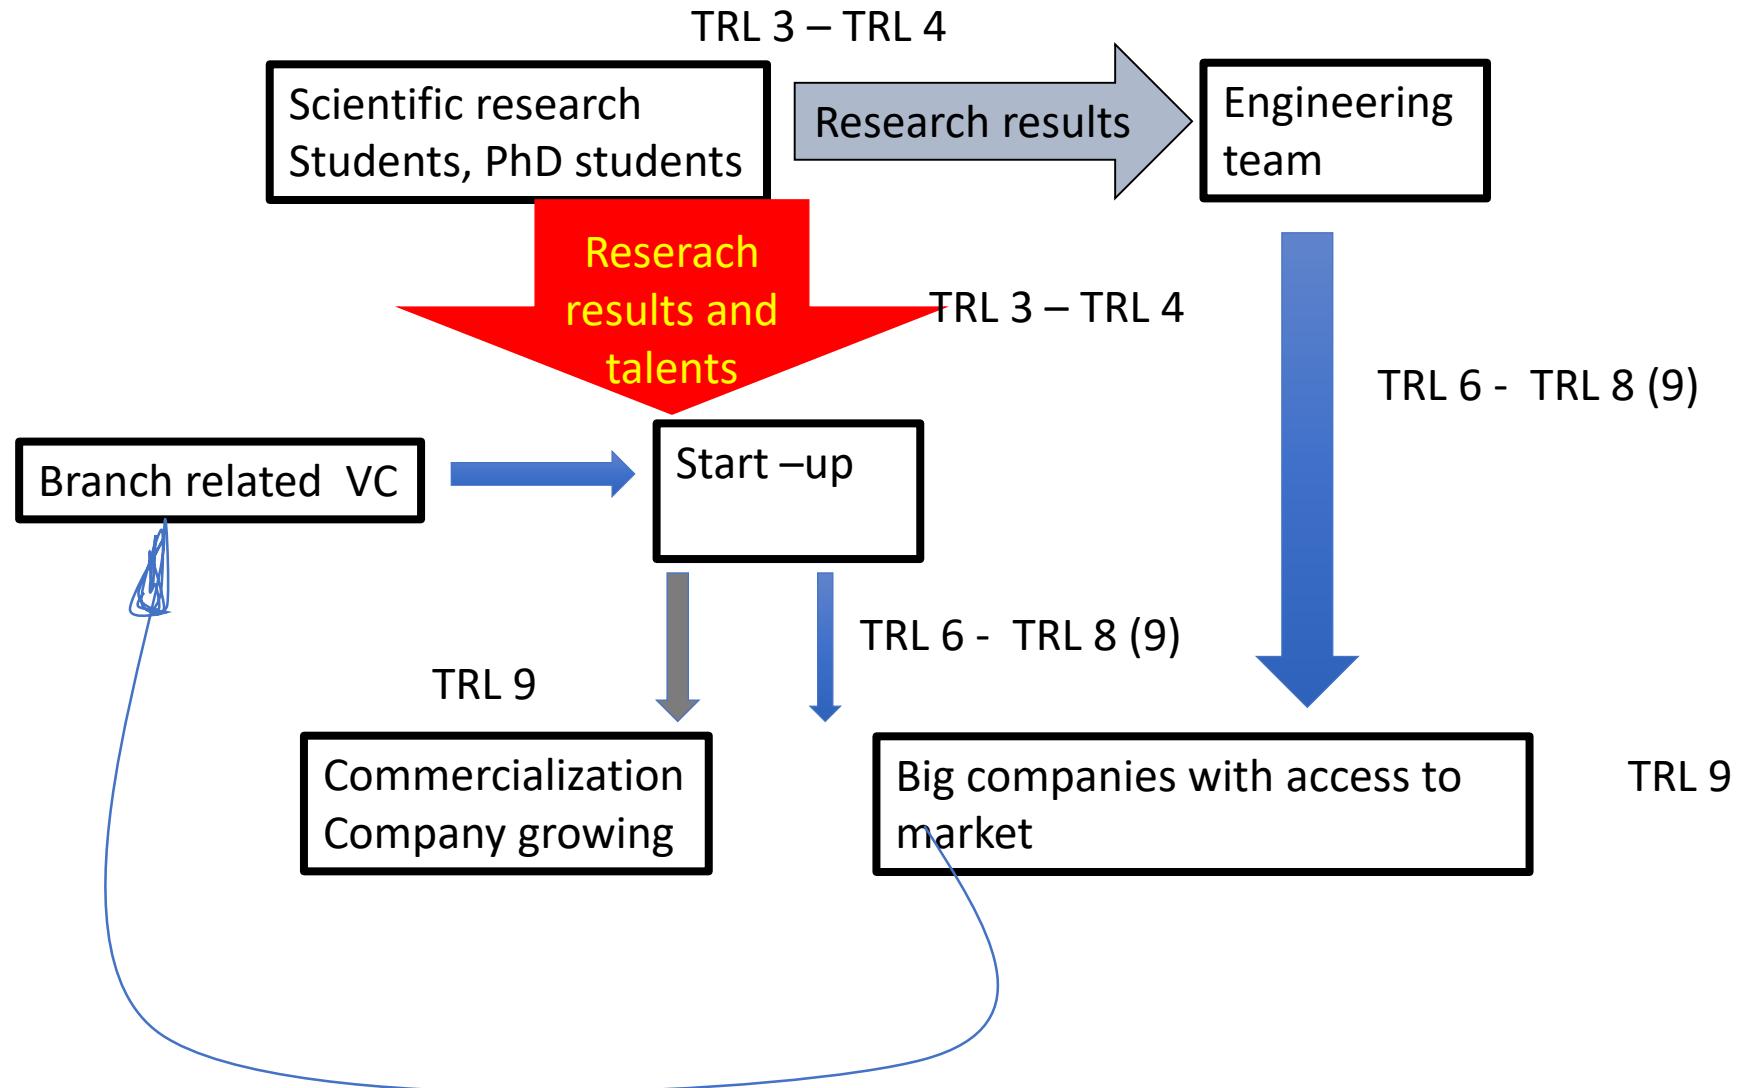 TRL 3 – TRL 4
Scientific research
Students, PhD students
Research results
Engineering
team
Reserach
results and
talents
TRL 3 – TRL 4
TRL 6 -  TRL 8 (9)
Branch related  VC
Start –up
TRL 6 -  TRL 8 (9)
TRL 9
Commercialization
Company growing
Big companies with access to
market
TRL 9